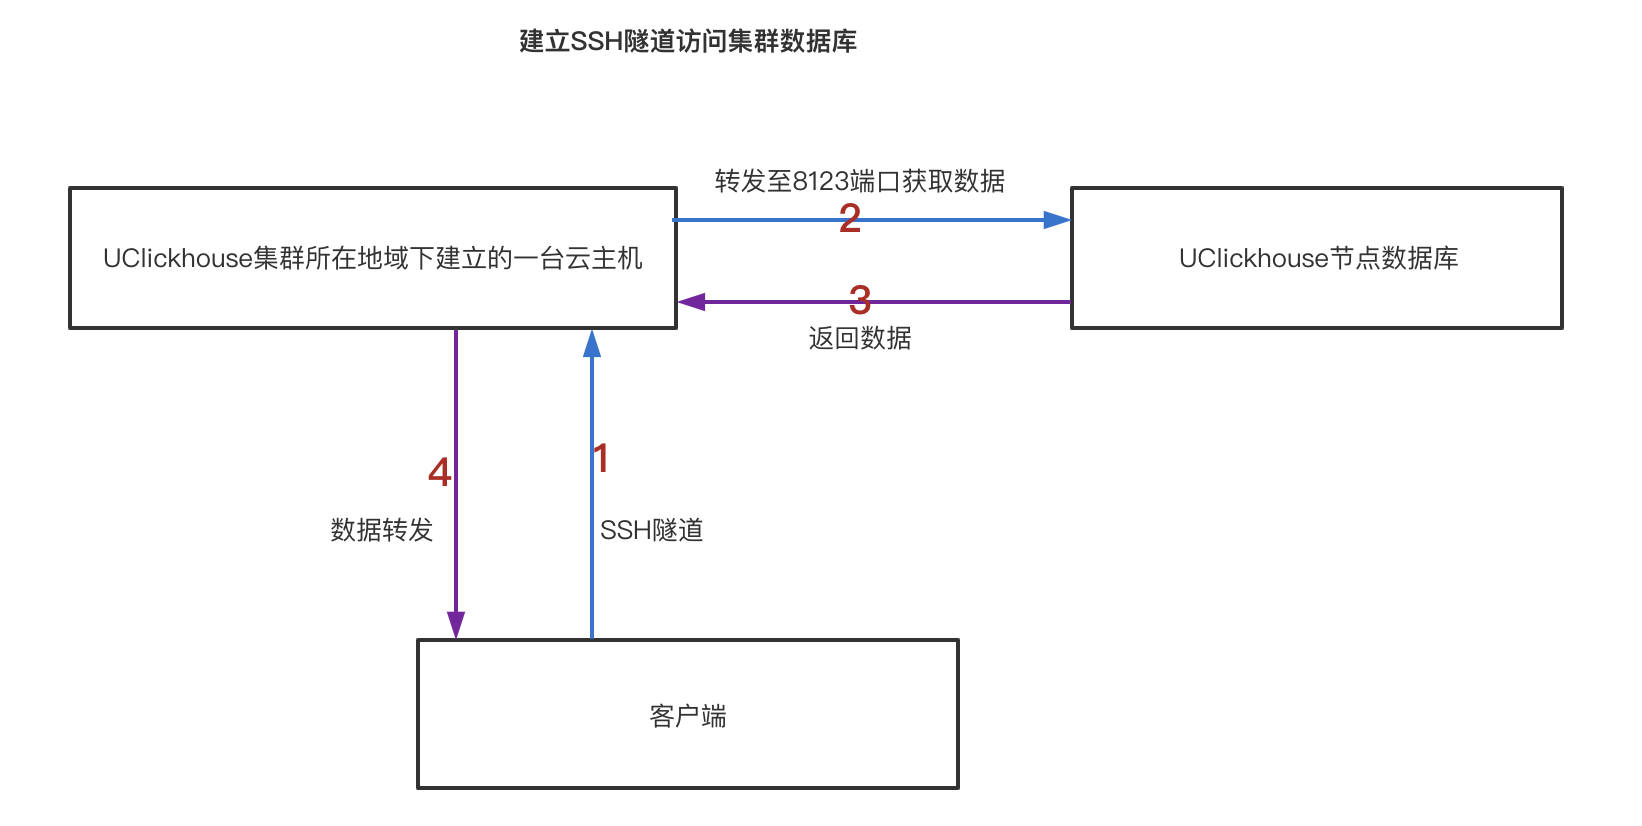 建立SSH隧道访问集群数据库
转发至8123端口获取数据
2
UClickhouse集群所在地域下建立的一台云主机
UClickhouse节点数据库
3
返回数据
1
4
数据转发
SSH隧道
客户端